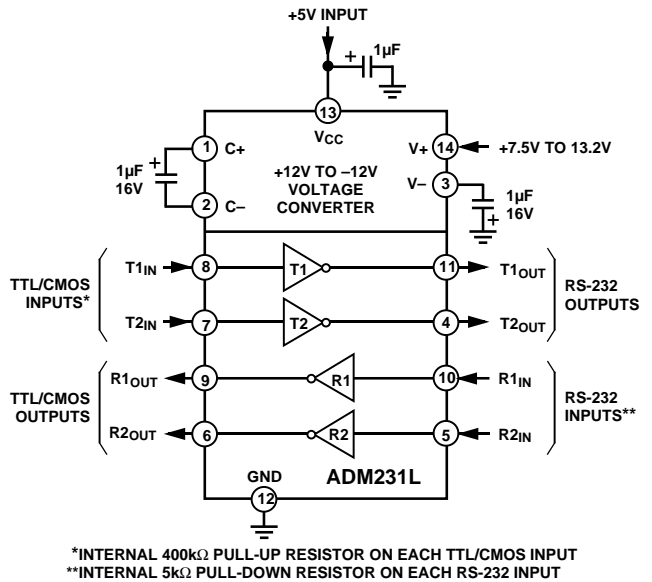 +5V INPUT
+ 1µF
13
VCC
1 C+
V+ 14 +7.5V TO 13.2V
1µF +
16V
+12V TO –12V
VOLTAGE
CONVERTER
V– 3
2 C–
1µF
16V +
TTL/CMOS
INPUTS*
T1IN 8 T1 11 T1OUT
RS-232
OUTPUTS
T2IN 7 T2 4 T2OUT
TTL/CMOS
OUTPUTS
R1OUT 9 R1 10 R1IN
RS-232
INPUTS**
R2OUT 6 R2 5 R2IN
GND
12
ADM231L
*INTERNAL 400kΩ PULL-UP RESISTOR ON EACH TTL/CMOS INPUT
**INTERNAL 5kΩ PULL-DOWN RESISTOR ON EACH RS-232 INPUT